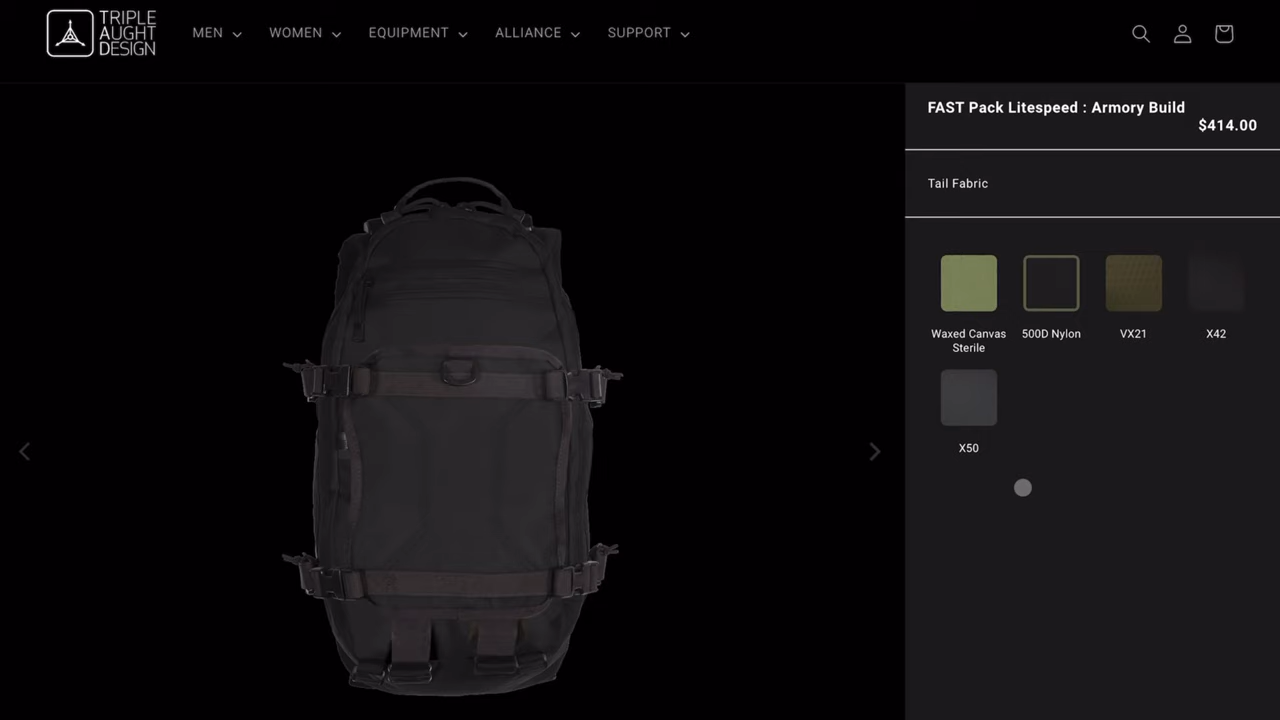 TRIPLE
AUGHT
DESIGN
MEN
WOMEN
EQUIPMENT
ALLIANCE
SUPPORT
FAST Pack Litespeed : Armory Build
$414.00
Tail Fabric
Waxed Canvas
Sterile
500D Nylon
VX21
X42
X50